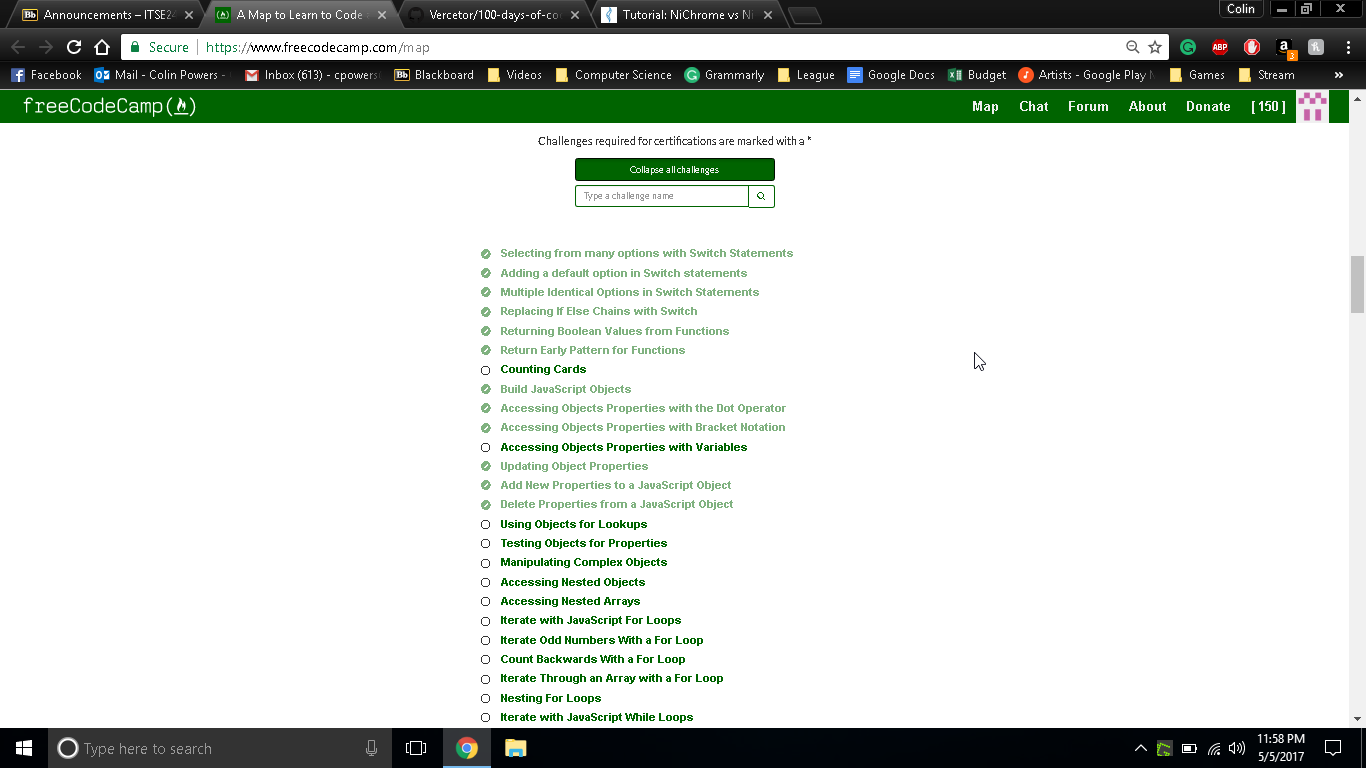 Announcements – ITSE24
A Map to Learn to Code
Vercetor/100-days-of-co
Tutorial: NiChrome vs Ni
Colin
Secure
https://www.freecodecamp.com/map
ABP
3
Facebook
Mail - Colin Powers -
Inbox (613) - cpowers
Bb
Blackboard
Videos
Computer Science
Grammarly
League
Google Docs
Budget
Artists - Google Play
Games
Stream
»
freeCodeCamp
Map
Chat
Forum
About
Donate
[ 150 ]
Challenges required for certifications are marked with a *
Collapse all challenges
Type a challenge name
Selecting from many options with Switch Statements
Adding a default option in Switch statements
Multiple Identical Options in Switch Statements
Replacing If Else Chains with Switch
Returning Boolean Values from Functions
Return Early Pattern for Functions
Counting Cards
Build JavaScript Objects
Accessing Objects Properties with the Dot Operator
Accessing Objects Properties with Bracket Notation
Accessing Objects Properties with Variables
Updating Object Properties
Add New Properties to a JavaScript Object
Delete Properties from a JavaScript Object
Using Objects for Lookups
Testing Objects for Properties
Manipulating Complex Objects
Accessing Nested Objects
Accessing Nested Arrays
Iterate with JavaScript For Loops
Iterate Odd Numbers With a For Loop
Count Backwards With a For Loop
Iterate Through an Array with a For Loop
Nesting For Loops
Iterate with JavaScript While Loops
Type here to search
11:58 PM
5/5/2017